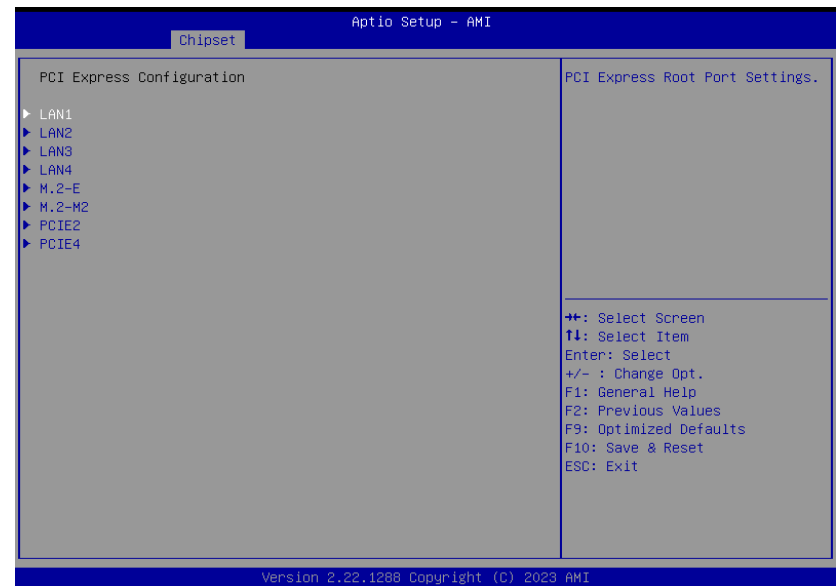 Aptio Setup – AMI
Chipset
PCI Express Configuration
LAN1
LAN2
LAN3
LAN4
M.2-E
M.2-M2
PCIE2
PCIE4
PCI Express Root Port Settings.
→←: Select Screen
↑↓: Select Item
Enter: Select
+/- : Change Opt.
F1: General Help
F2: Previous Values
F9: Optimized Defaults
F10: Save & Reset
ESC: Exit
Version 2.22.1288 Copyright (C) 2023 AMI